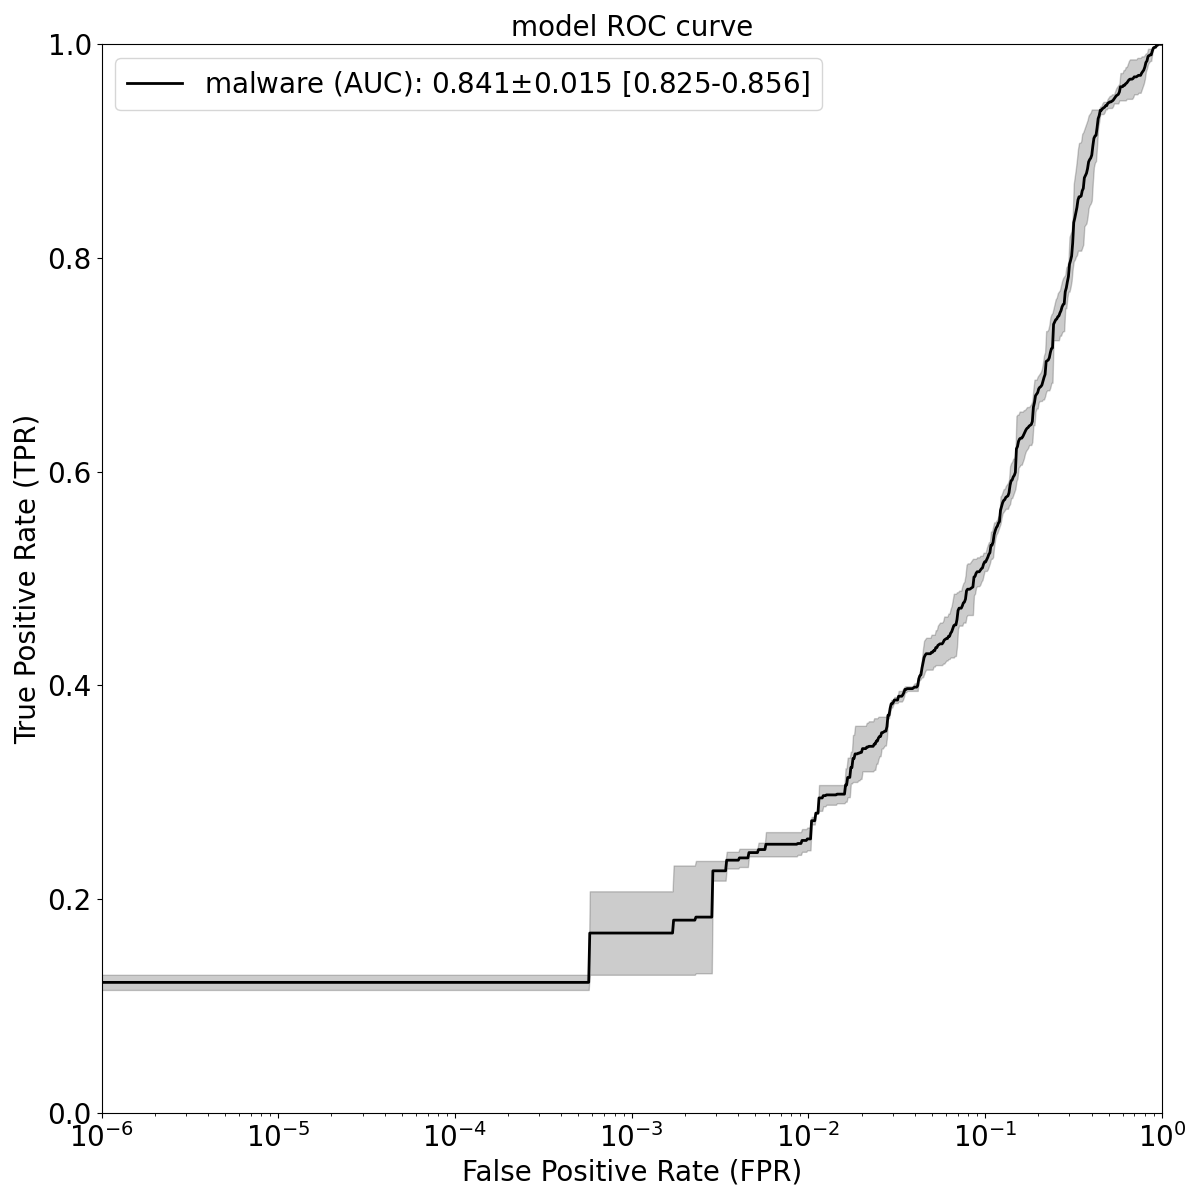 model ROC curve
malware (AUC): 0.841±0.015 [0.825-0.856]
True Positive Rate (TPR)
1.0
0.8
0.6
0.4
0.2
0.0
10⁻⁶ 10⁻⁵ 10⁻⁴ 10⁻³ 10⁻² 10⁻¹ 10⁰
False Positive Rate (FPR)